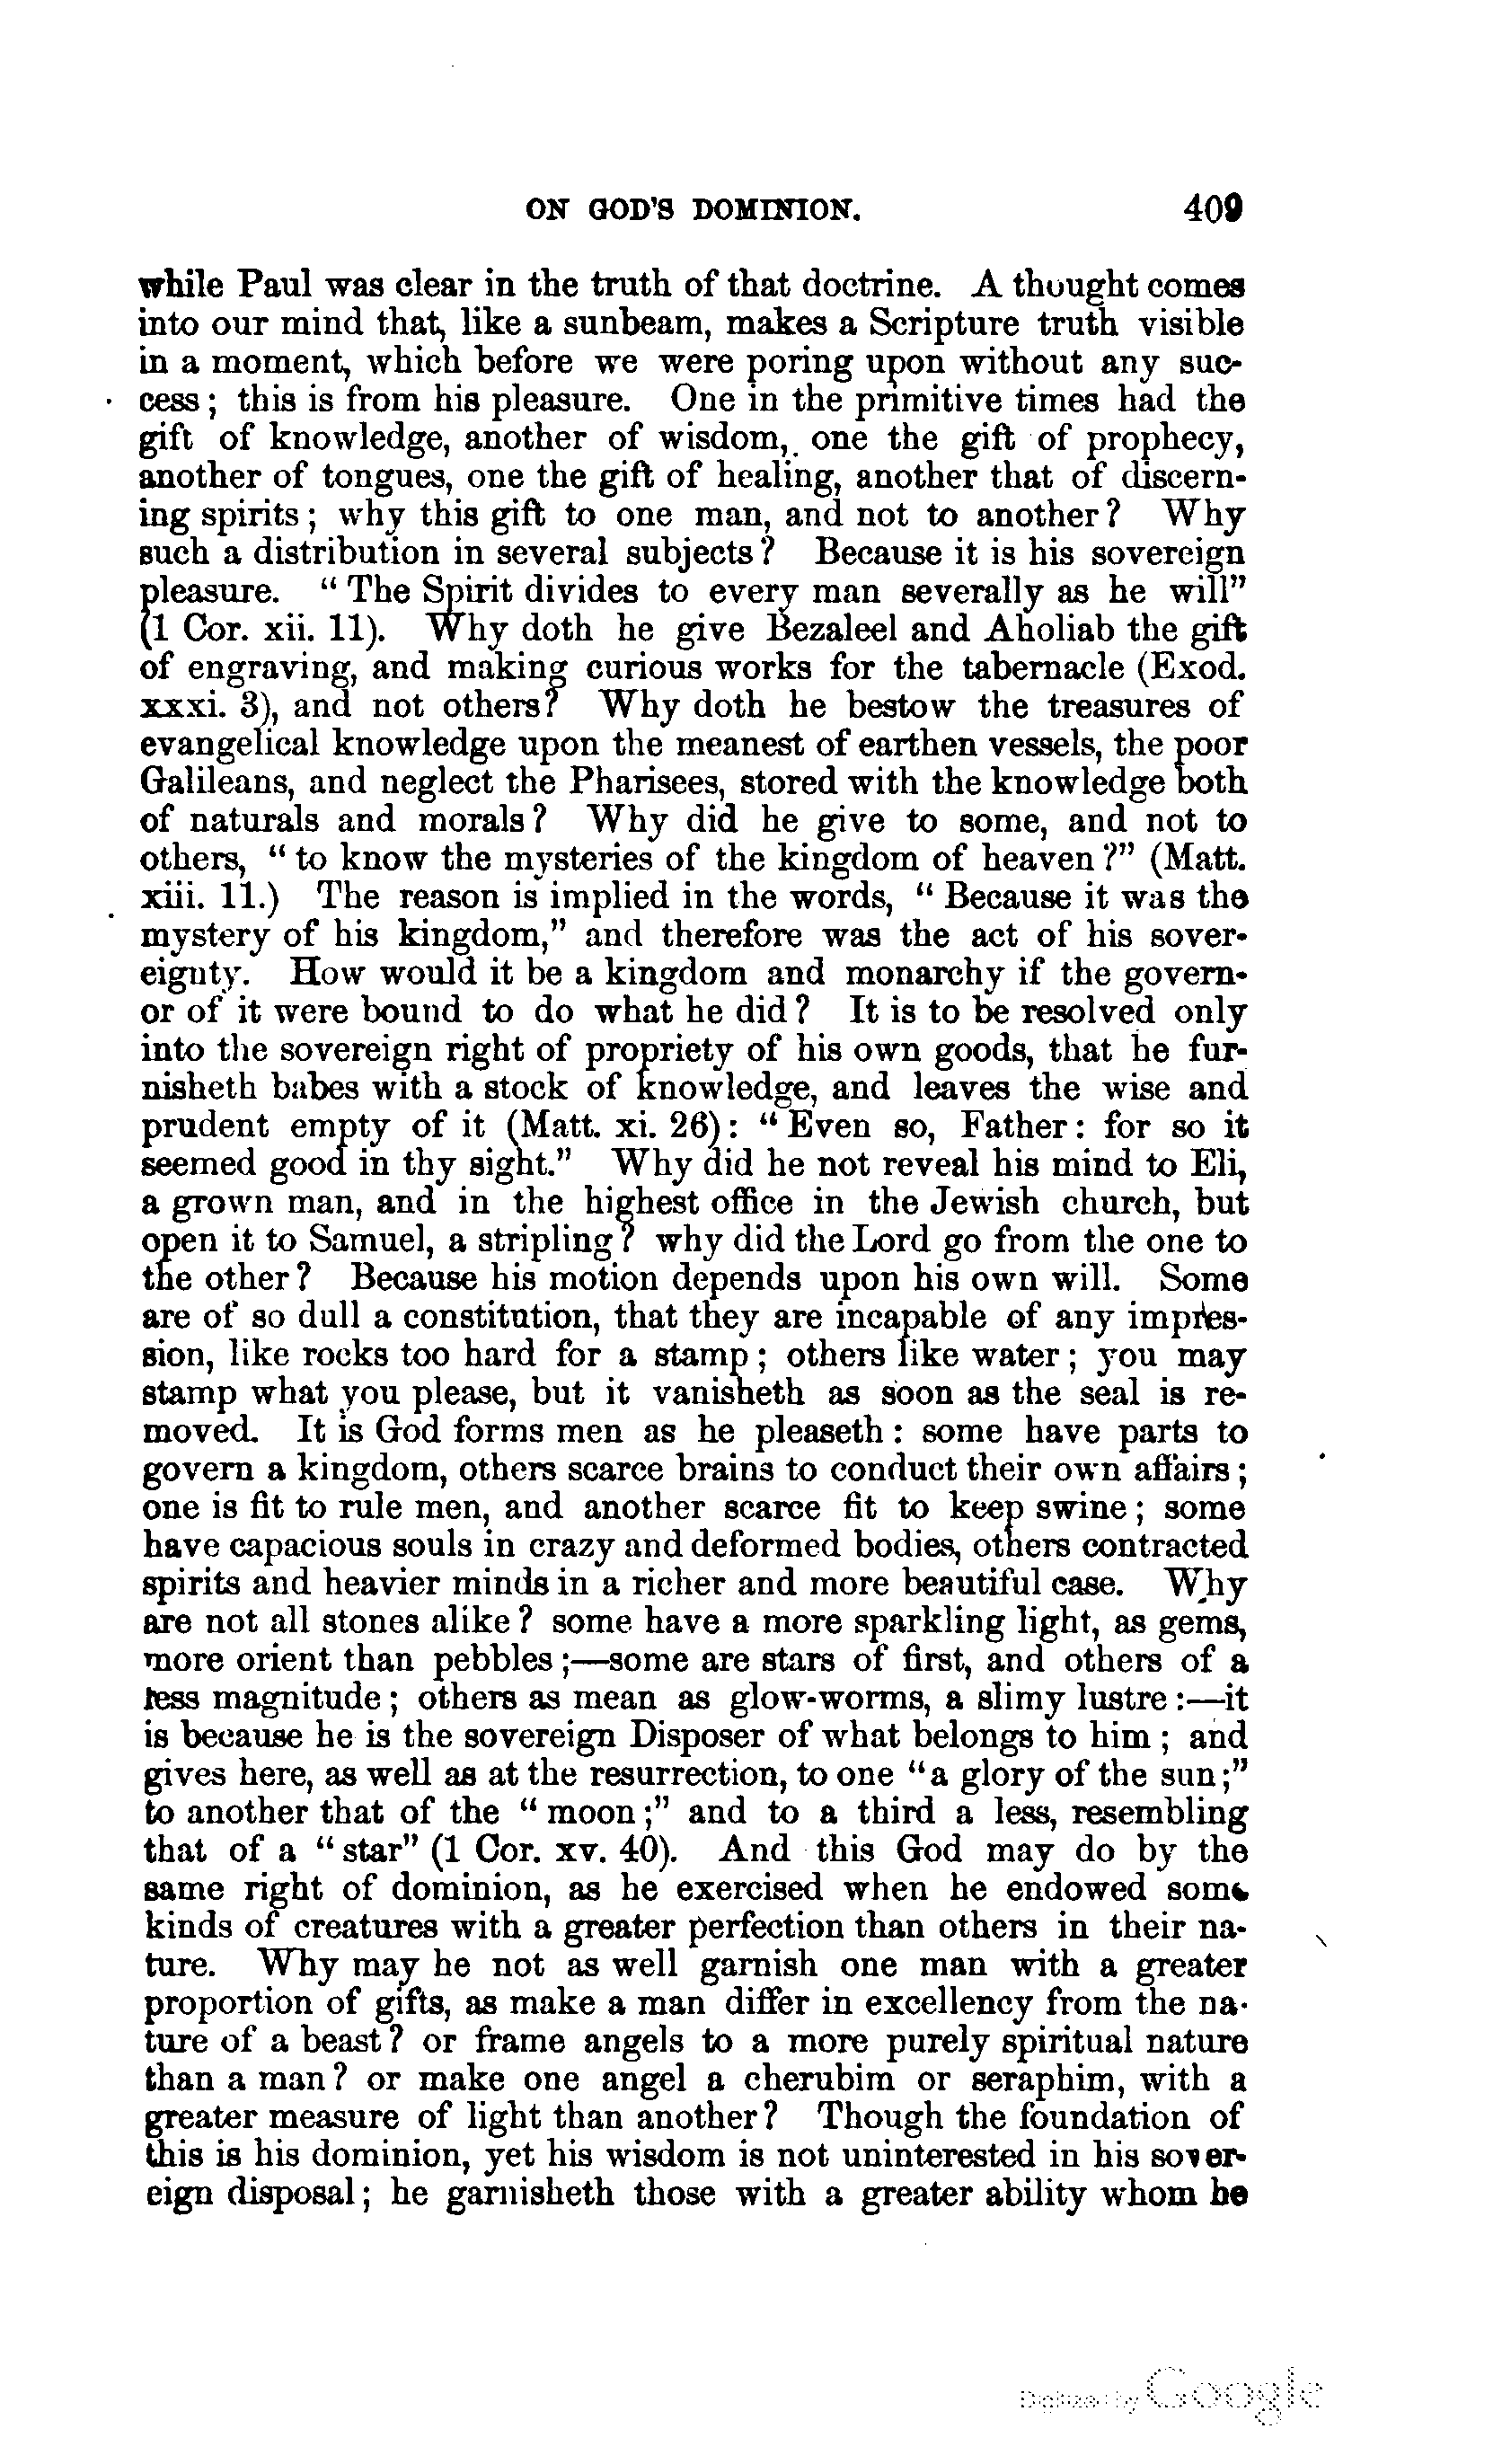 ON GOD'S DOMINION. 409
while Paul was clear in the truth of that doctrine. A thought comes
into our mind that, like a sunbeam, makes a Scripture truth visible
in a moment, which before we were poring upon without any suc-
cess; this is from his pleasure. One in the primitive times had the
gift of knowledge, another of wisdom, one the gift of prophecy,
another of tongues, one the gift of healing, another that of discern-
ing spirits; why this gift to one man, and not to another? Why
such a distribution in several subjects? Because it is his sovereign
pleasure. "The Spirit divides to every man severally as he will"
(1 Cor. xii. 11). Why doth he give Bezaleel and Aholiab the gift
of engraving, and making curious works for the tabernacle (Exod.
xxxi. 3), and not others? Why doth he bestow the treasures of
evangelical knowledge upon the meanest of earthen vessels, the poor
Galileans, and neglect the Pharisees, stored with the knowledge both
of naturals and morals? Why did he give to some, and not to
others, "to know the mysteries of the kingdom of heaven?" (Matt.
xiii. 11.) The reason is implied in the words, "Because it was the
mystery of his kingdom," and therefore was the act of his sover-
eignty. How would it be a kingdom and monarchy if the govern-
or of it were bound to do what he did? It is to be resolved only
into the sovereign right of propriety of his own goods, that he fur-
nisheth babes with a stock of knowledge, and leaves the wise and
prudent empty of it (Matt. xi. 26): "Even so, Father: for so it
seemed good in thy sight." Why did he not reveal his mind to Eli,
a grown man, and in the highest office in the Jewish church, but
open it to Samuel, a stripling? why did the Lord go from the one to
the other? Because his motion depends upon his own will. Some
are of so dull a constitution, that they are incapable of any impres-
sion, like rocks too hard for a stamp; others like water; you may
stamp what you please, but it vanisheth as soon as the seal is re-
moved. It is God forms men as he pleaseth: some have parts to
govern a kingdom, others scarce brains to conduct their own affairs;
one is fit to rule men, and another scarce fit to keep swine; some
have capacious souls in crazy and deformed bodies, others contracted
spirits and heavier minds in a richer and more beautiful case. Why
are not all stones alike? some have a more sparkling light, as gems,
more orient than pebbles;—some are stars of first, and others of a
less magnitude; others as mean as glow-worms, a slimy lustre:—it
is because he is the sovereign Disposer of what belongs to him; and
gives here, as well as at the resurrection, to one "a glory of the sun;"
to another that of the "moon;" and to a third a less, resembling
that of a "star" (1 Cor. xv. 40). And this God may do by the
same right of dominion, as he exercised when he endowed some
kinds of creatures with a greater perfection than others in their na-
ture. Why may he not as well garnish one man with a greater
proportion of gifts, as make a man differ in excellency from the na-
ture of a beast? or frame angels to a more purely spiritual nature
than a man? or make one angel a cherubim or seraphim, with a
greater measure of light than another? Though the foundation of
this is his dominion, yet his wisdom is not uninterested in his sover-
eign disposal; he garnisheth those with a greater ability whom he
Digitized by Google